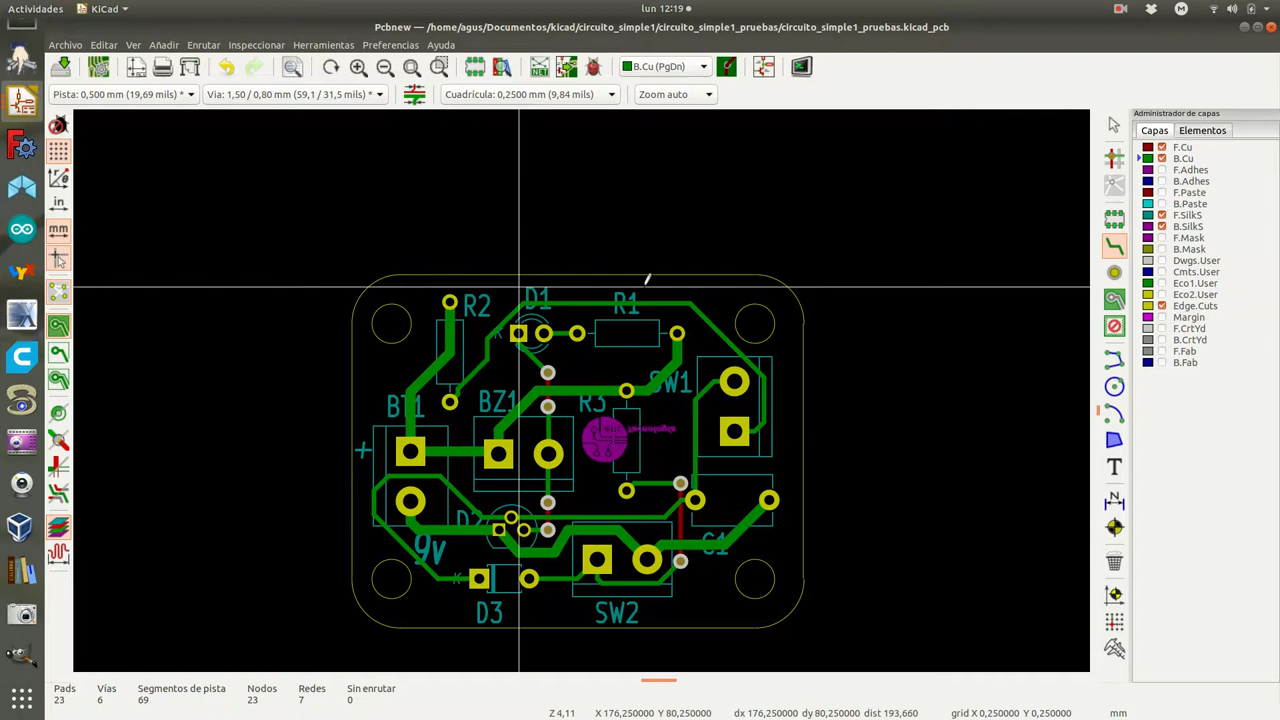 Actividades KiCad lun 12:19
Pcbnew — /home/agus/Documentos/kicad/circuito_simple1/circuito_simple1_pruebas/circuito_simple1_pruebas.kicad_pcb
Archivo Editar Ver Añadir Enrutar Inspeccionar Herramientas Preferencias Ayuda
B.Cu (PgDn)
Pista: 0,500 mm (19,69 mils) * Via: 1,50 / 0,80 mm (59,1 / 31,5 mils) * Cuadrícula: 0,2500 mm (9,84 mils) Zoom auto
Administrador de capas
Capas Elementos
F.Cu
B.Cu
F.Adhes
B.Adhes
F.Paste
B.Paste
F.SilkS
B.SilkS
F.Mask
B.Mask
Dwgs.User
Cmts.User
Eco1.User
Eco2.User
Edge.Cuts
Margin
F.CrtYd
B.CrtYd
F.Fab
B.Fab
in
mm
T
R2 D1 R1
K
SW1
BT1 BZ1 R3
+
D2
9v
C1
K
D3 SW2
Pads Vías Segmentos de pista Nodos Redes Sin enrutar
23 6 69 23 7 0
Z 4,11 X 176,250000 Y 80,250000 dx 176,250000 dy 80,250000 dist 193,660 grid X 0,250000 Y 0,250000 mm